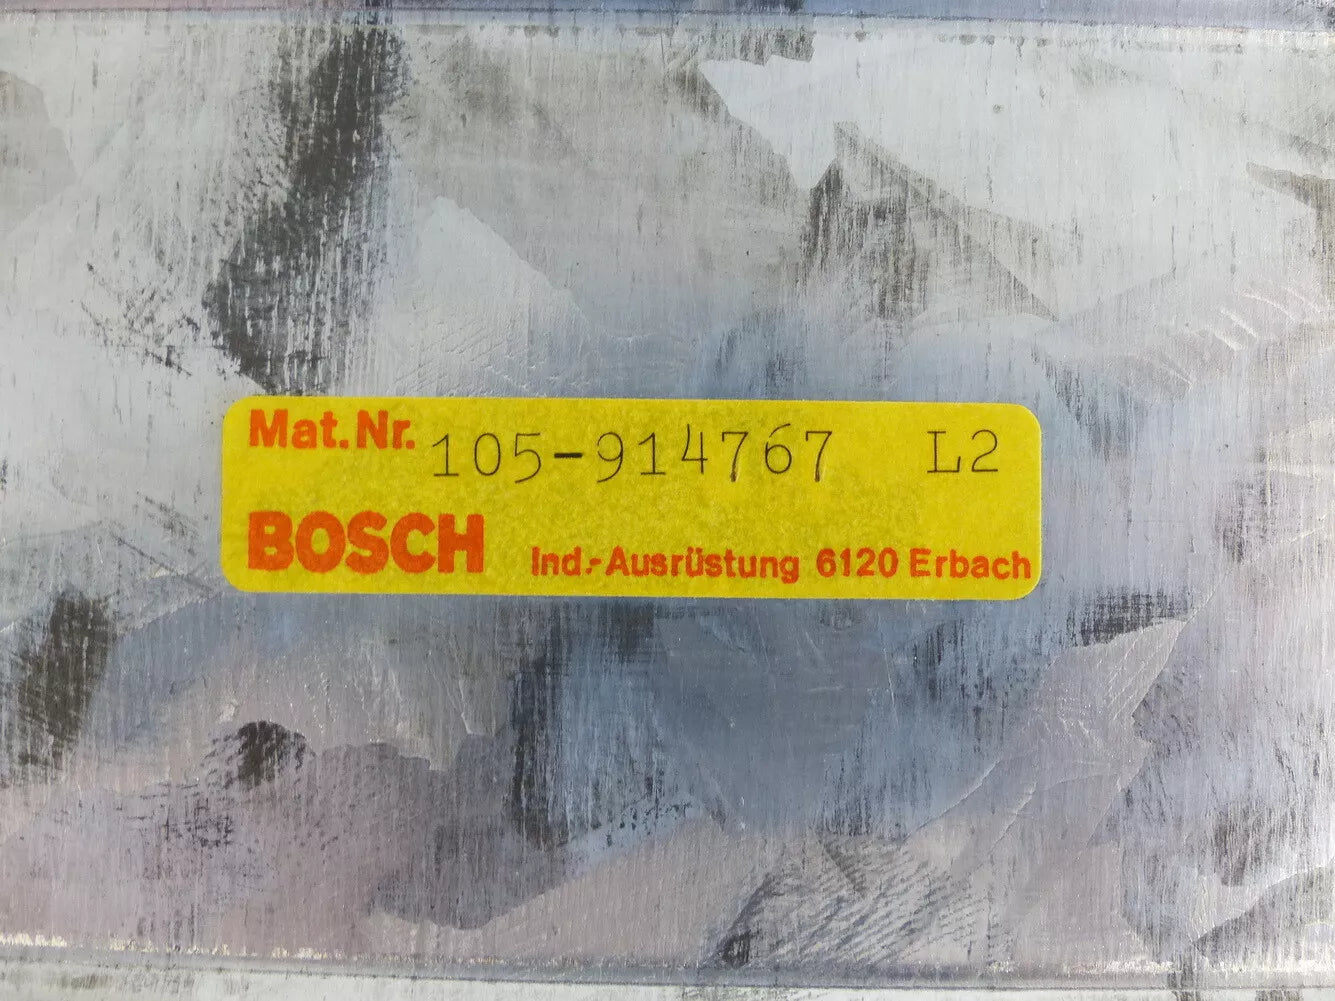 Mat.Nr. 105-914767 L2
BOSCH Ind.-Ausrüstung 6120 Erbach